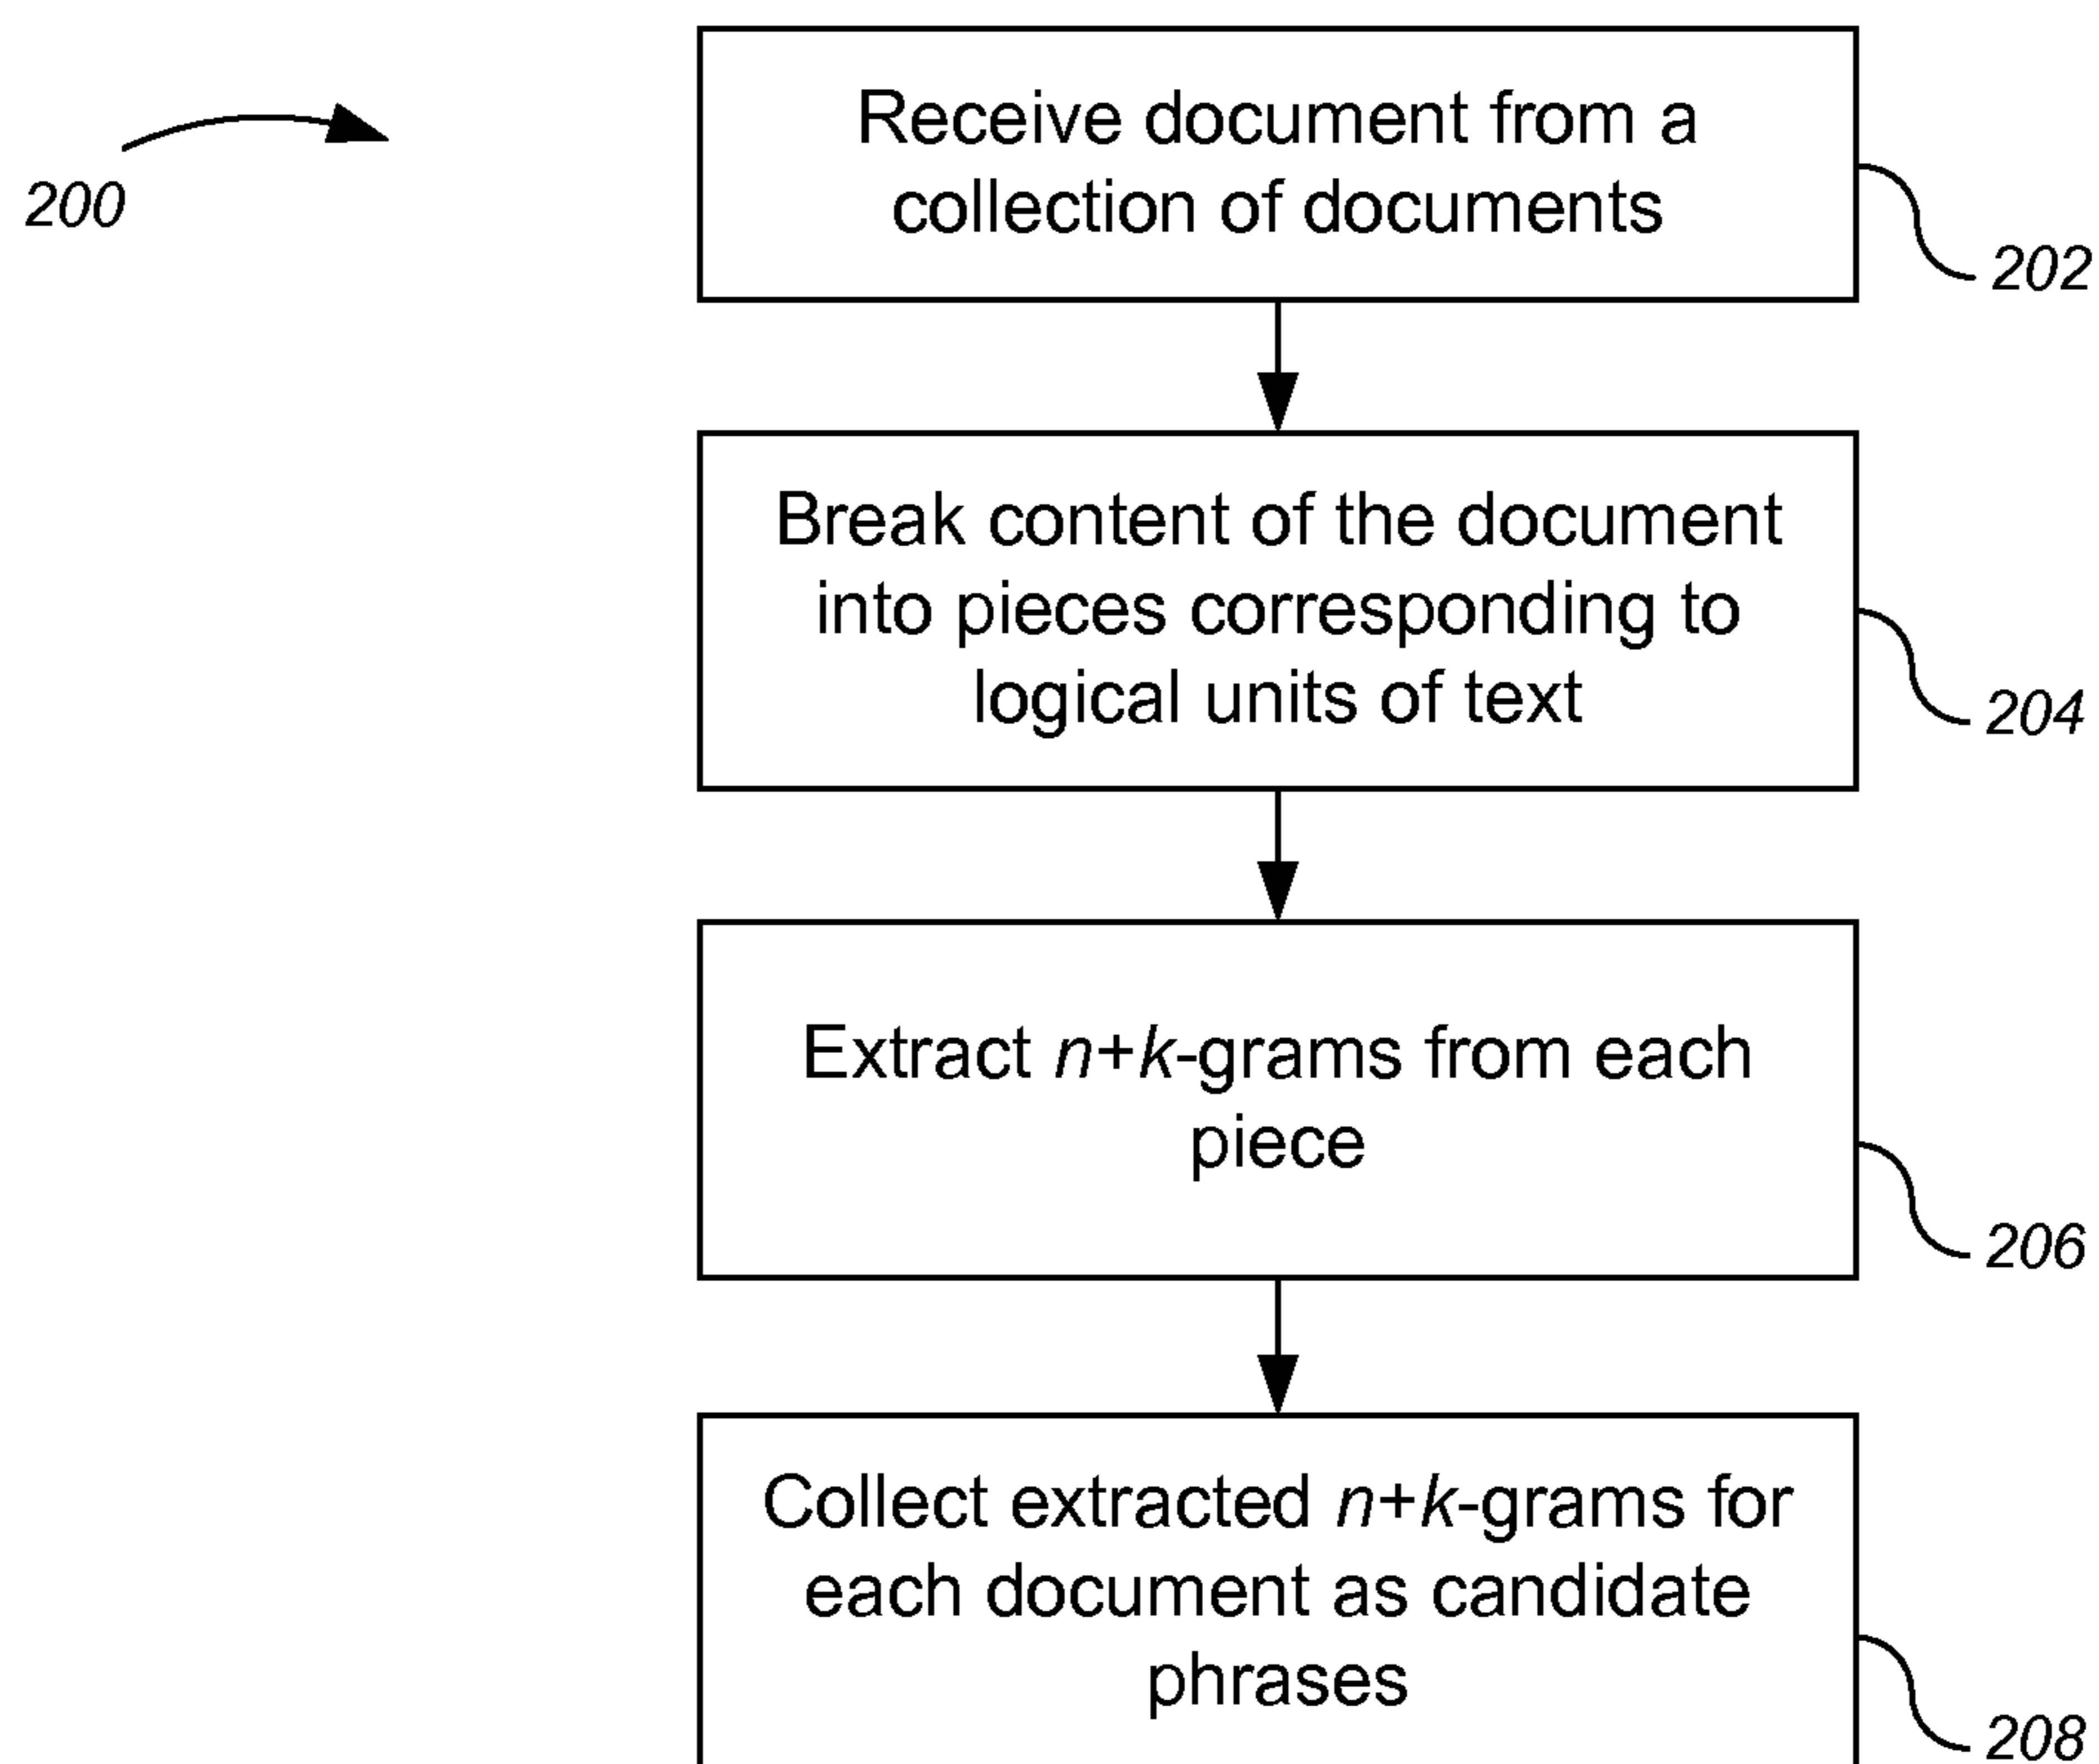 Receive document from a
collection of documents
200
202
Break content of the document
into pieces corresponding to
logical units of text
204
Extract n+k-grams from each
piece
206
Collect extracted n+k-grams for
each document as candidate
phrases
208